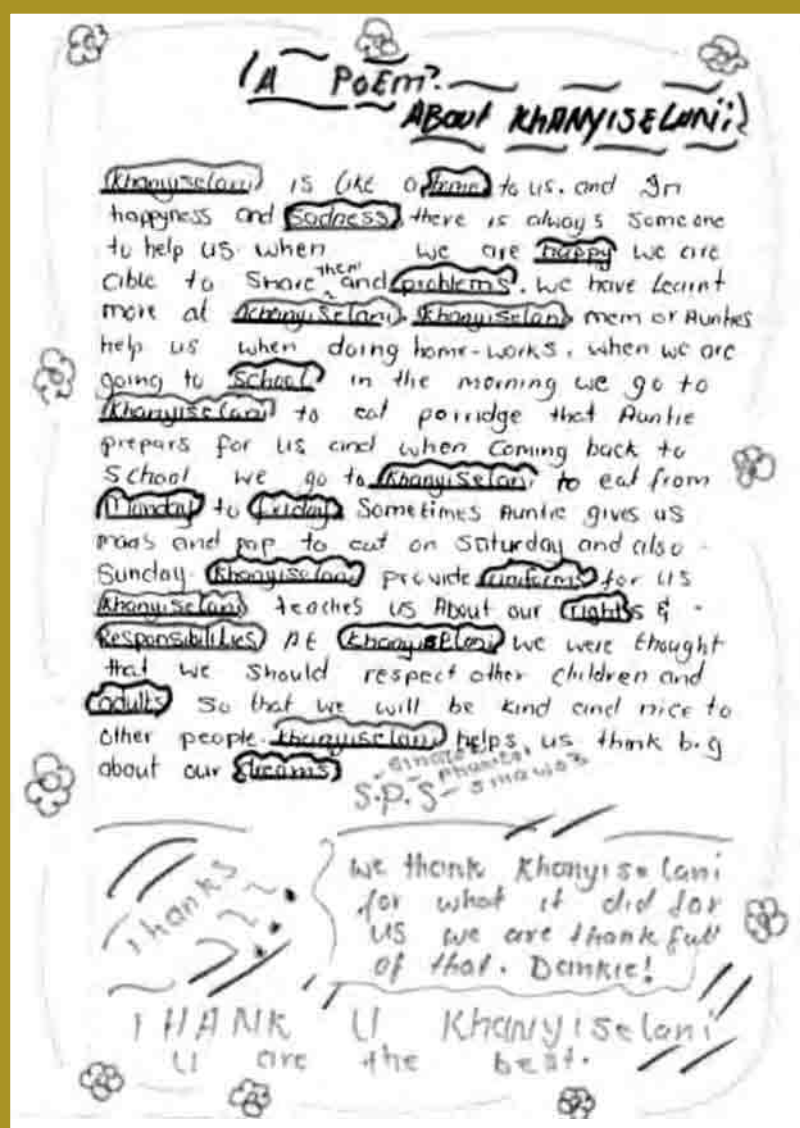 (A POEM?
ABOUT KHANYISELANI;)
Khanyiselani is like a home to us. and In
happyness and sadness, there is always someone
to help us. when we are happy we are
able to share them and problems. We have learnt
more at Khanyiselani. Khanyiselani mem or Aunties
help us when doing home-works, when we are
going to school in the morning we go to
Khanyiselani to eat porridge that Auntie
prepars for us and when coming back to
school we go to Khanyiselani to eat from
Monday to Friday Sometimes Auntie gives us
maas and pap to eat on saturday and also -
Sunday. Khanyiselani provide uniforms for us
Khanyiselani teaches us About our rights & -
Responsibilities At Khanyiselani we were thought
that we should respect other children and
adults so that we will be kind and nice to
other people. Khanyiselani helps us think big
about our dreams
S.P.S
Thanks
We thank Khanyiselani
for what it did for
us we are thankfull
of that. Dankie!
THANK U Khanyiselani
U are the best.